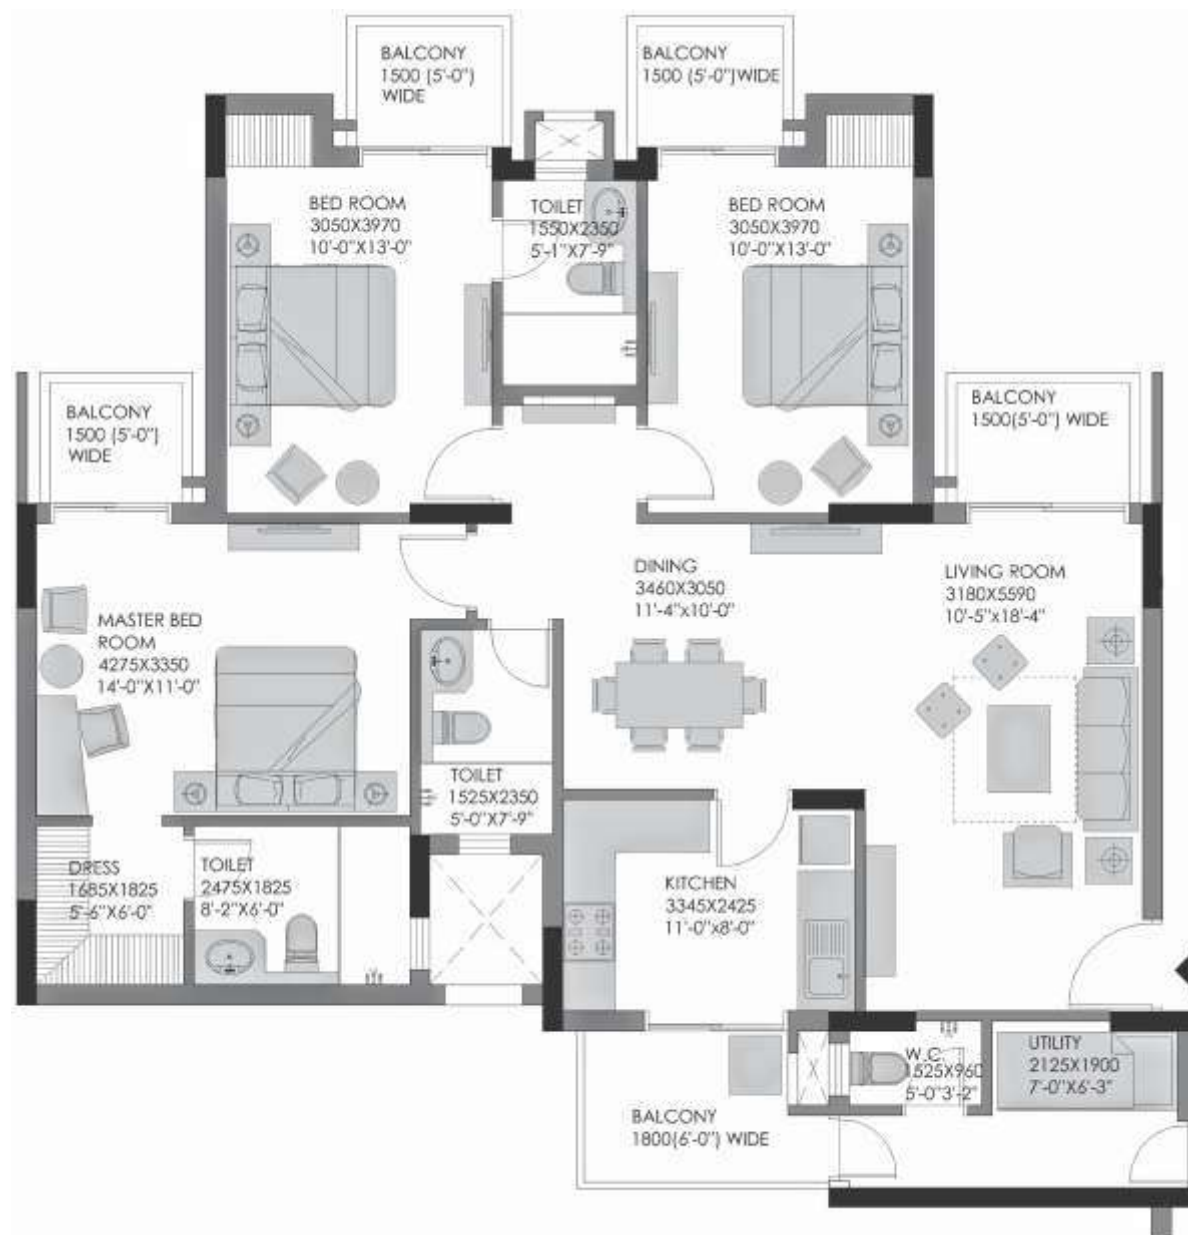 BALCONY
1500 (5'-0")
WIDE
BALCONY
1500 (5'-0")WIDE
BED ROOM
3050X3970
10'-0"X13'-0"
TOILET
1550X2350
5'-1"X7'-9"
BED ROOM
3050X3970
10'-0"X13'-0"
BALCONY
1500 (5'-0")
WIDE
BALCONY
1500(5'-0") WIDE
MASTER BED
ROOM
4275X3350
14'-0"X11'-0"
DINING
3460X3050
11'-4"x10'-0"
LIVING ROOM
3180X5590
10'-5"x18'-4"
TOILET
1525X2350
5'-0"X7'-9"
DRESS
1685X1825
5'-6"X6'-0"
TOILET
2475X1825
8'-2"X6'-0"
KITCHEN
3345X2425
11'-0"x8'-0"
W.C.
1525X960
5'-0"3'-2"
UTILITY
2125X1900
7'-0"X6'-3"
BALCONY
1800(6'-0") WIDE